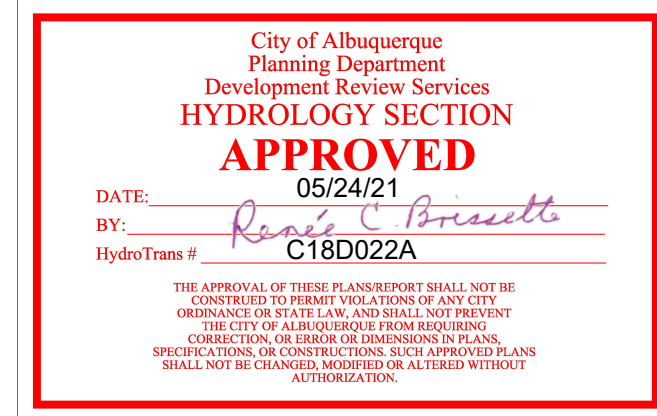 City of Albuquerque
Planning Department
Development Review Services
HYDROLOGY SECTION
APPROVED
DATE: 05/24/21
BY: Renée C. Brissette
HydroTrans # C18D022A
THE APPROVAL OF THESE PLANS/REPORT SHALL NOT BE
CONSTRUED TO PERMIT VIOLATIONS OF ANY CITY
ORDINANCE OR STATE LAW, AND SHALL NOT PREVENT
THE CITY OF ALBUQUERQUE FROM REQUIRING
CORRECTION, OR ERROR OR DIMENSIONS IN PLANS,
SPECIFICATIONS, OR CONSTRUCTIONS. SUCH APPROVED PLANS
SHALL NOT BE CHANGED, MODIFIED OR ALTERED WITHOUT
AUTHORIZATION.